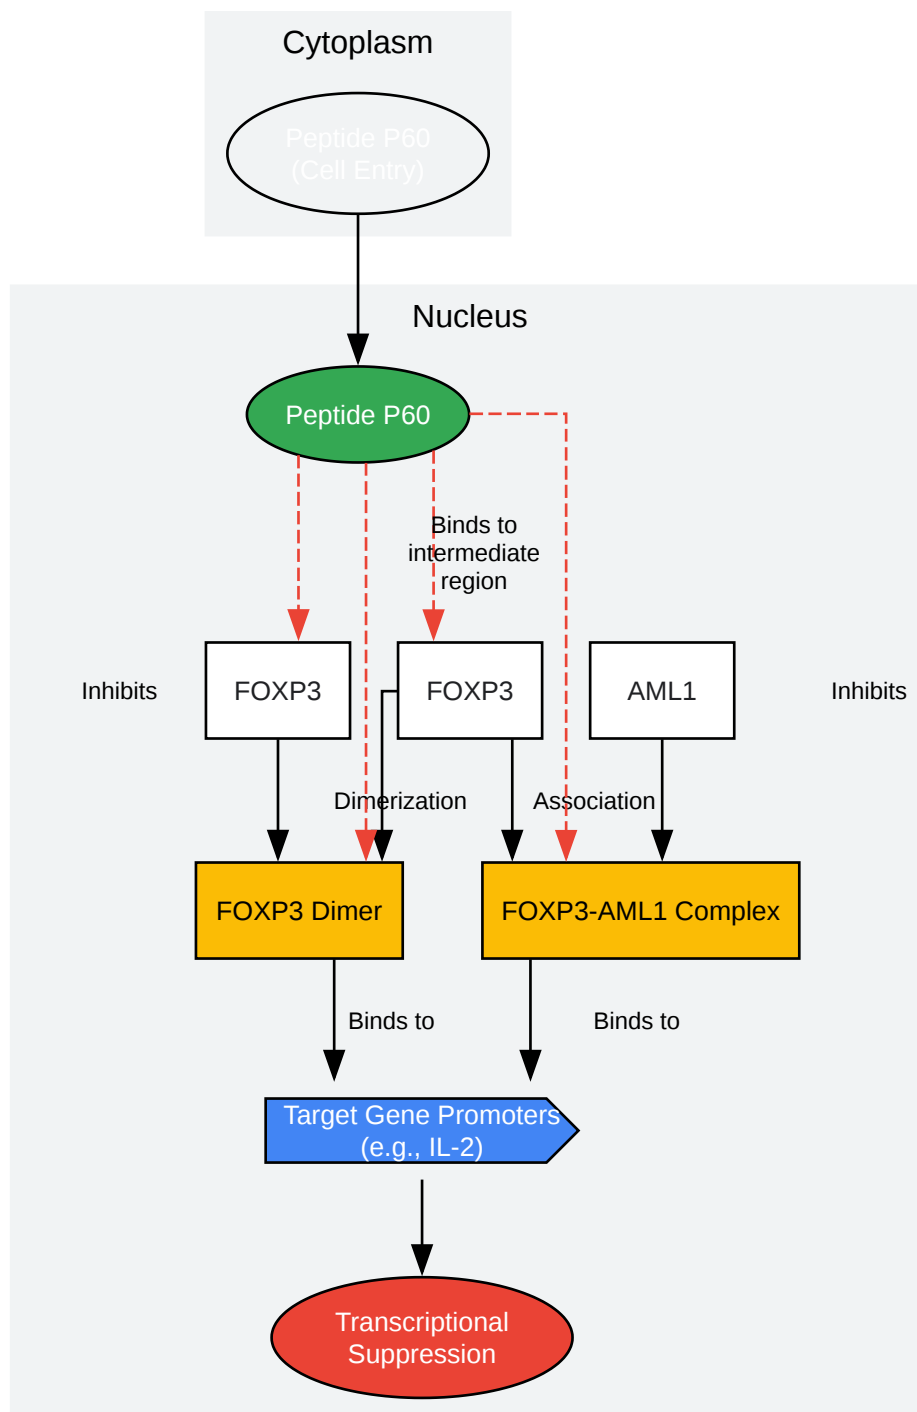 Cytoplasm
Peptide P60
(Cell Entry)
Nucleus
Peptide P60
Binds to
intermediate
region
Inhibits
FOXP3
FOXP3
AML1
Inhibits
Dimerization
Association
FOXP3 Dimer
FOXP3-AML1 Complex
Binds to
Binds to
Target Gene Promoters
(e.g., IL-2)
Transcriptional
Suppression